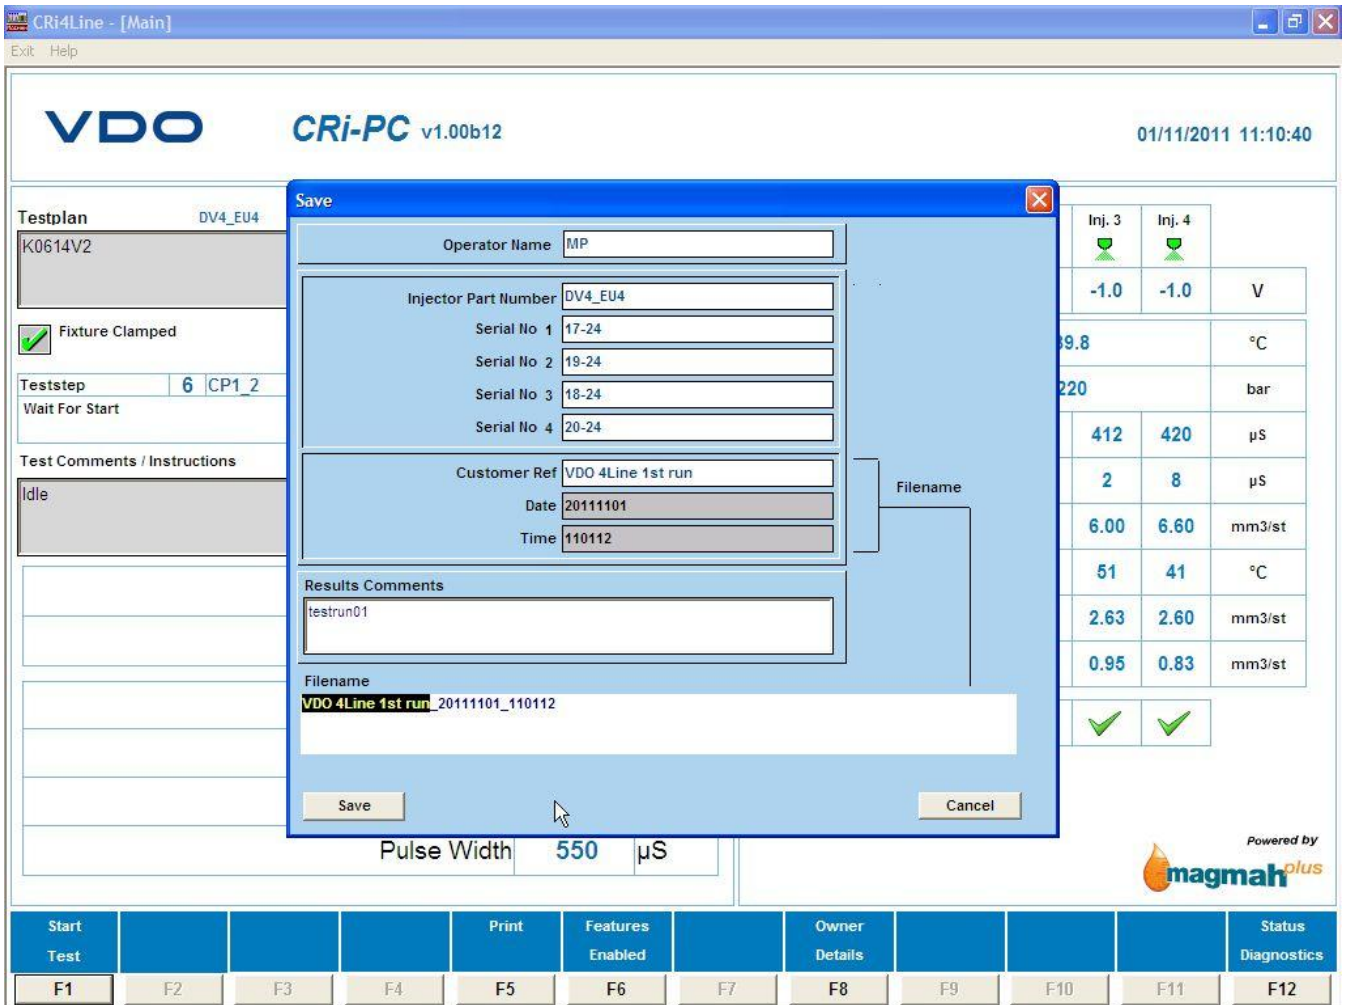 CRi4Line - [Main]
Exit Help
VDO CRi-PC v1.00b12 01/11/2011 11:10:40
Testplan DV4_EU4
K0614V2
Fixture Clamped
Teststep 6 CP1_2
Wait For Start
Test Comments / Instructions
Idle
Save
Operator Name MP
Injector Part Number DV4_EU4
Serial No 1 17-24
Serial No 2 19-24
Serial No 3 18-24
Serial No 4 20-24
Customer Ref VDO 4Line 1st run
Date 20111101
Time 110112
Filename
Results Comments
testrun01
Filename
VDO 4Line 1st run_20111101_110112
Save Cancel
Inj. 3 Inj. 4
-1.0 -1.0 V
39.8 °C
220 bar
412 420 µS
2 8 µS
6.00 6.60 mm3/st
51 41 °C
2.63 2.60 mm3/st
0.95 0.83 mm3/st
Pulse Width 550 µS
Powered by
magmah plus
Start Test
Print
Features Enabled
Owner Details
Status Diagnostics
F1 F2 F3 F4 F5 F6 F7 F8 F9 F10 F11 F12